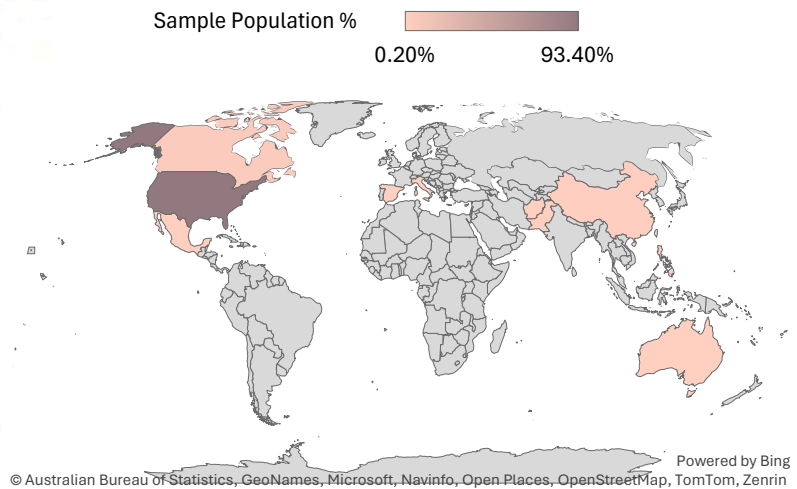 Sample Population %
0.20% 93.40%
Powered by Bing
© Australian Bureau of Statistics, GeoNames, Microsoft, Navinfo, Open Places, OpenStreetMap, TomTom, Zenrin